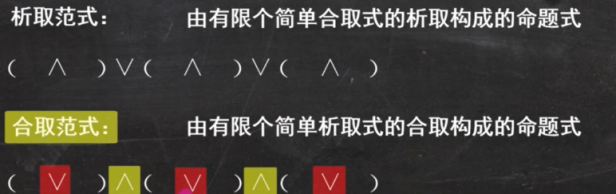 析取范式： 由有限个简单合取式的析取构成的命题式
( ∧ )∨( ∧ )∨( ∧ )
合取范式： 由有限个简单析取式的合取构成的命题式
( ∨ )∧( ∨ )∧( ∨ )